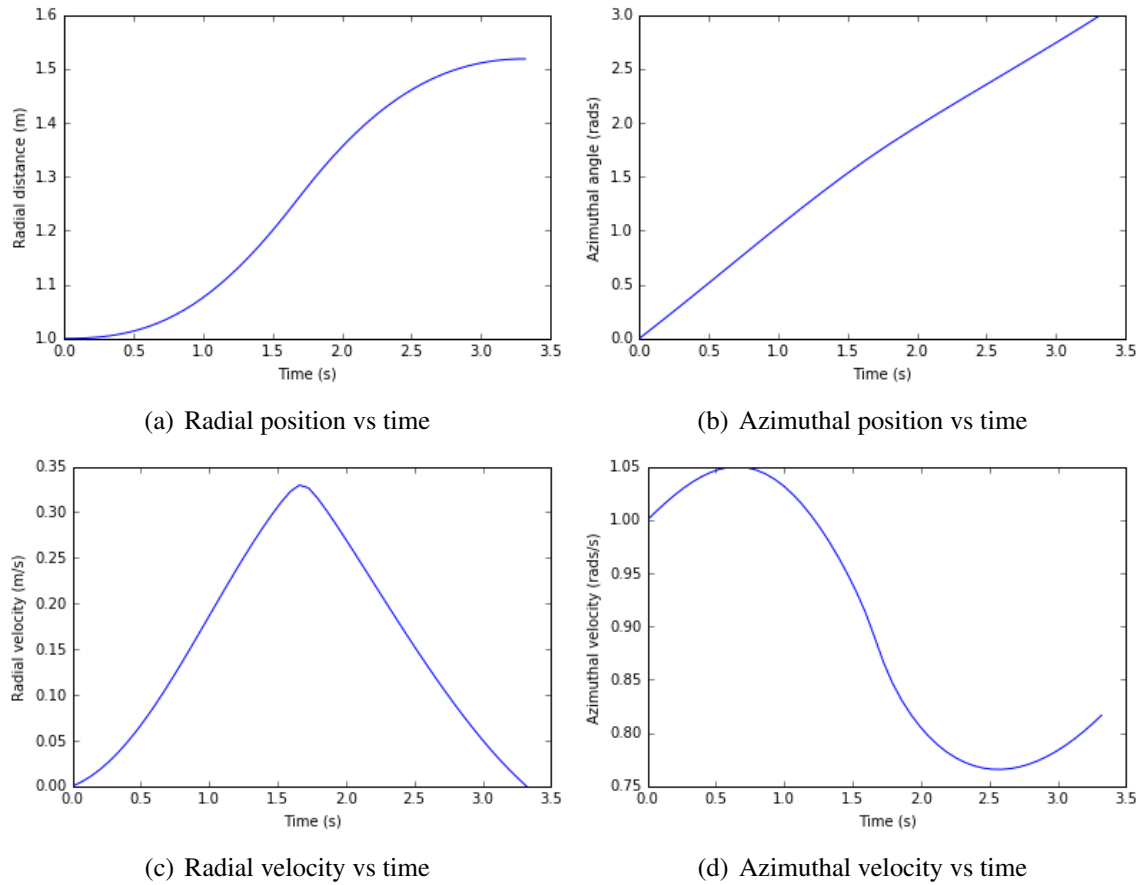 1.6
1.5
1.4
1.3
1.2
1.1
1.0
Radial distance (m)
0.0 0.5 1.0 1.5 2.0 2.5 3.0 3.5
Time (s)
(a) Radial position vs time
3.0
2.5
2.0
1.5
1.0
0.5
0.0
Azimuthal angle (rads)
0.0 0.5 1.0 1.5 2.0 2.5 3.0 3.5
Time (s)
(b) Azimuthal position vs time
0.35
0.30
0.25
0.20
0.15
0.10
0.05
0.00
Radial velocity (m/s)
0.0 0.5 1.0 1.5 2.0 2.5 3.0 3.5
Time (s)
(c) Radial velocity vs time
1.05
1.00
0.95
0.90
0.85
0.80
0.75
Azimuthal velocity (rads/s)
0.0 0.5 1.0 1.5 2.0 2.5 3.0 3.5
Time (s)
(d) Azimuthal velocity vs time